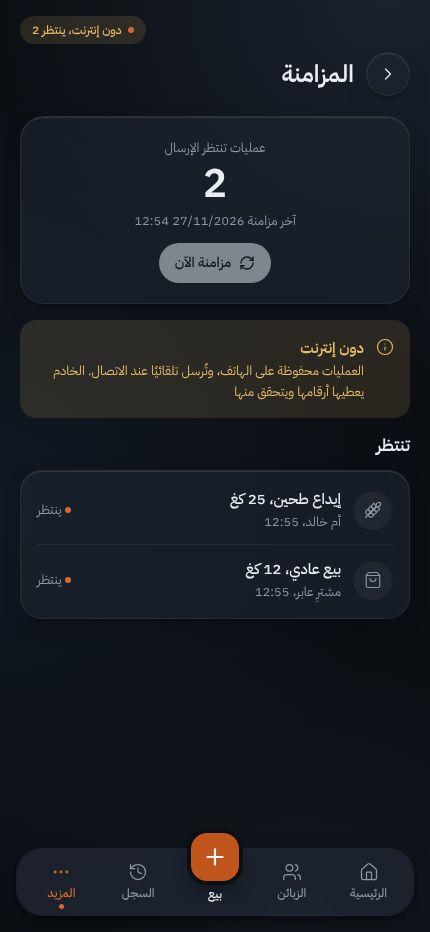 دون إنترنت، ينتظر 2
المزامنة
عمليات تنتظر الإرسال
2
آخر مزامنة 27/11/2026 12:54
مزامنة الآن
دون إنترنت
العمليات محفوظة على الهاتف، وتُرسل تلقائيًا عند الاتصال. الخادم
يعطيها أرقامها ويتحقق منها
تنتظر
إيداع طحين، 25 كغ
أم خالد، 12:55
ينتظر
بيع عادي، 12 كغ
مشترٍ عابر، 12:55
ينتظر
الرئيسية
الزبائن
بيع
السجل
المزيد